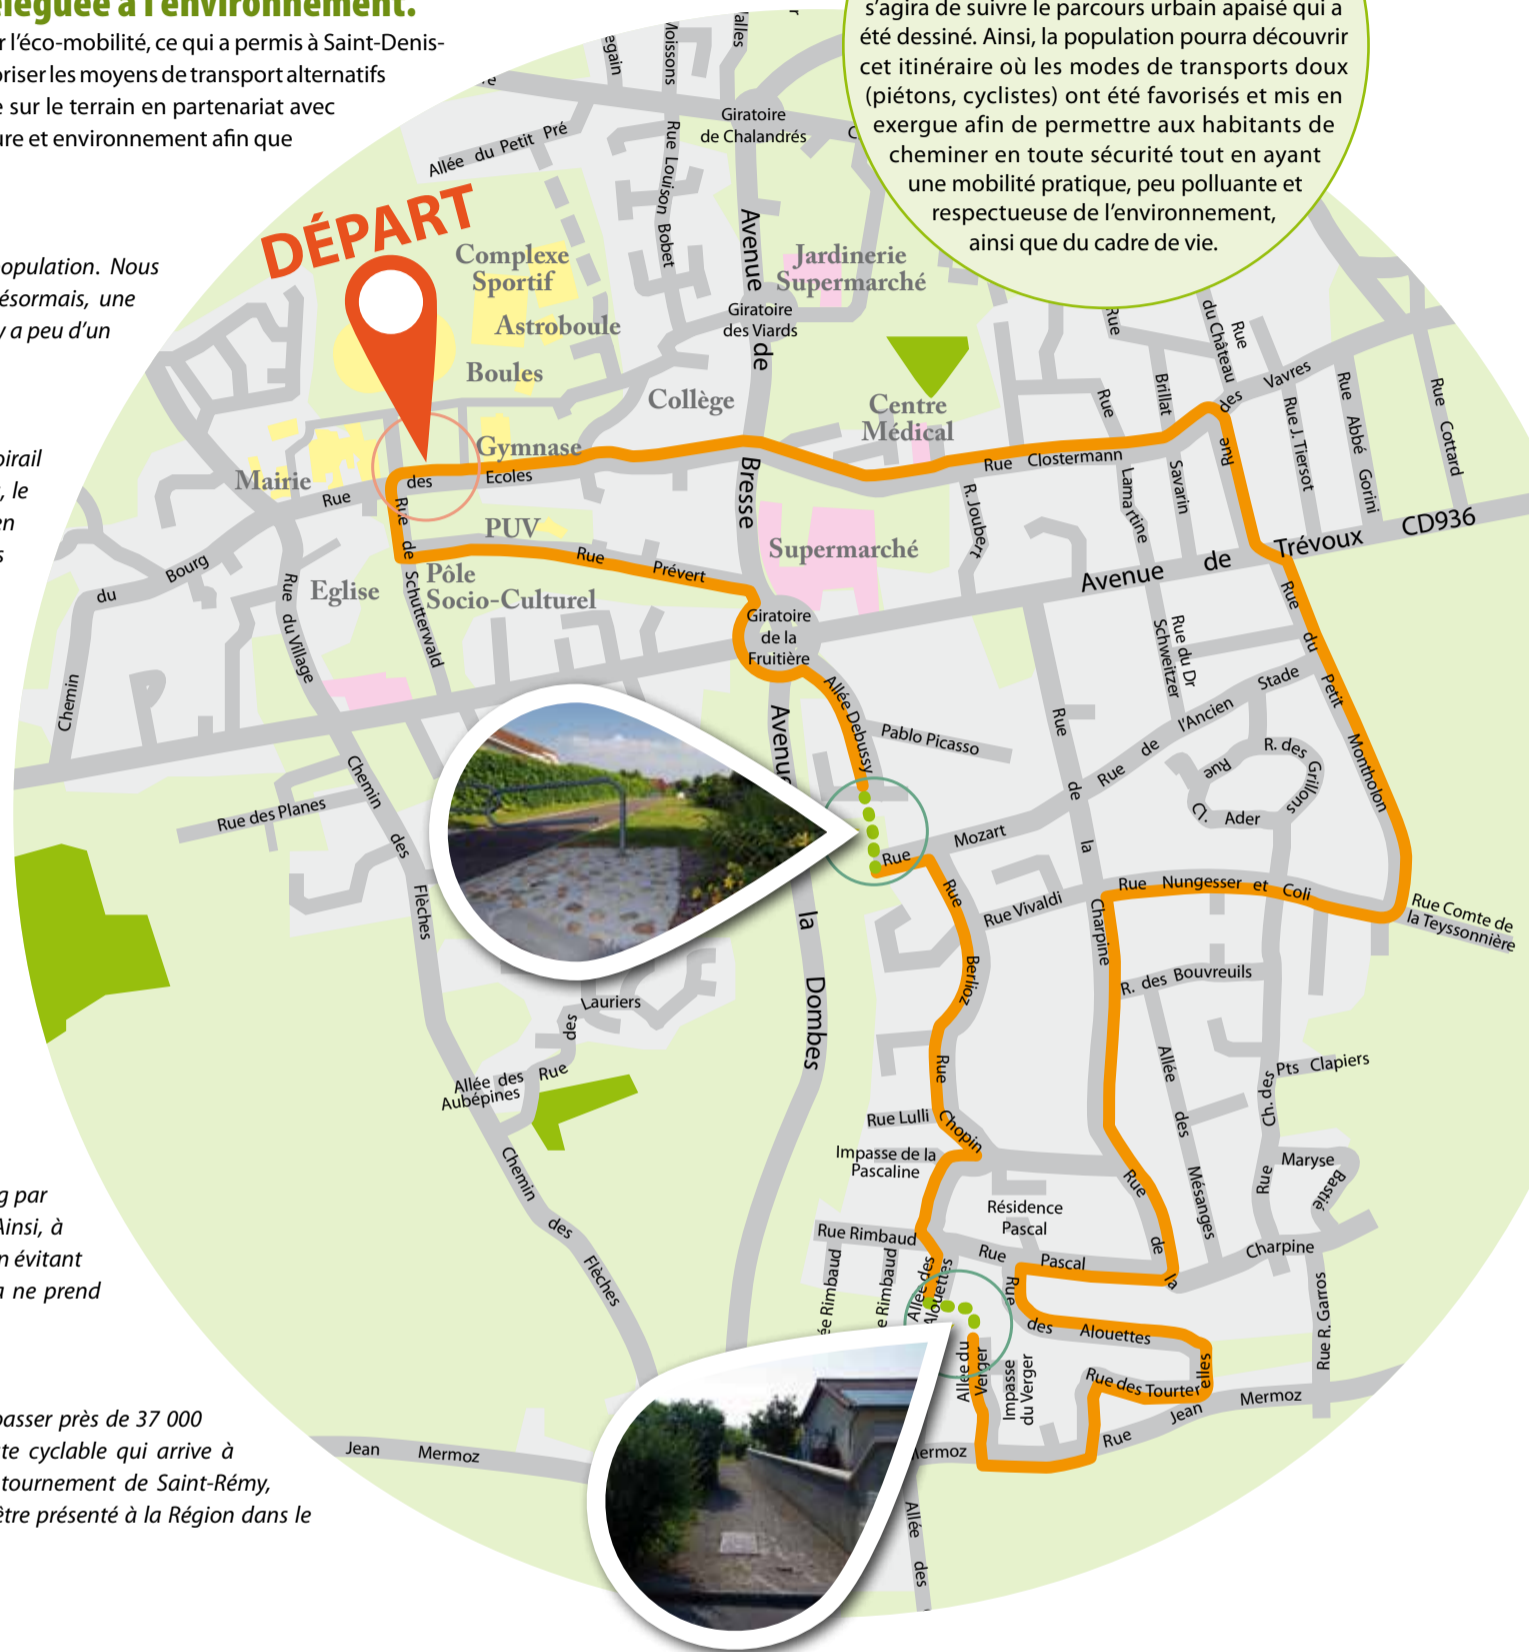 éléguée à l'environnement.
r l'éco-mobilité, ce qui a permis à Saint-Denis-
oriser les moyens de transport alternatifs
e sur le terrain en partenariat avec
ure et environnement afin que
opulation. Nous
ésormais, une
y a peu d'un
oirail
, le
en
s
g par
Ainsi, à
n évitant
a ne prend
passer près de 37 000
te cyclable qui arrive à
tournement de Saint-Rémy,
être présenté à la Région dans le
s'agira de suivre le parcours urbain apaisé qui a
été dessiné. Ainsi, la population pourra découvrir
cet itinéraire où les modes de transports doux
(piétons, cyclistes) ont été favorisés et mis en
exergue afin de permettre aux habitants de
cheminer en toute sécurité tout en ayant
une mobilité pratique, peu polluante et
respectueuse de l'environnement,
ainsi que du cadre de vie.
DÉPART
egain
Moissons
alles
Allée du Petit Pré
Rue Louison Bobet
Giratoire
de Chalandrés
Complexe
Sportif
Astroboule
Boules
Avenue de Bresse
Jardinerie
Supermarché
Giratoire
des Viards
Collège
Centre
Médical
Gymnase
Mairie
Rue des Ecoles
PUV
Rue de Schutterwald
Rue Prévert
Pôle
Socio-Culturel
Eglise
Supermarché
Giratoire
de la
Fruitière
du Bourg
Chemin
Rue du Village
Rue Clostermann
R. Joubert
Lamartine
Rue
Rue
Brillat
Savarin
Rue
du Château
Rue des Vavres
Rue J. Tiersot
Rue Abbé Gorini
Rue Cottard
Avenue de Trévoux CD936
Rue du Petit Montholon
Rue du Dr
Schweitzer
Rue de l'Ancien Stade
R. des Grillons
Rue
Cl. Ader
Allée Debussy
Pablo Picasso
Avenue
la
Dombes
Rue Mozart
Rue de la Charpine
Rue Vivaldi
Rue Berlioz
Rue Nungesser et Coli
Rue Comte de
la Teyssonnière
R. des Bouvreuils
Allée des Mésanges
Ch. des Pts Clapiers
Maryse
Bastié
Rue
Charpine
Rue R. Garros
Rue des Planes
Chemin des Flèches
Lauriers
des
Rue
Allée des
Aubépines
Chemin des Flèches
Rue Chopin
Rue Lulli
Impasse de la
Pascaline
Résidence
Pascal
Rue Rimbaud
ée Rimbaud
e Rimbaud
Allée des
Alouettes
Rue Pascal
Rue de la
Rue des Alouettes
Allée du
Verger
Impasse
du Verger
Rue des Tourterelles
Rue Jean Mermoz
Jean Mermoz
Mermoz
Allée des